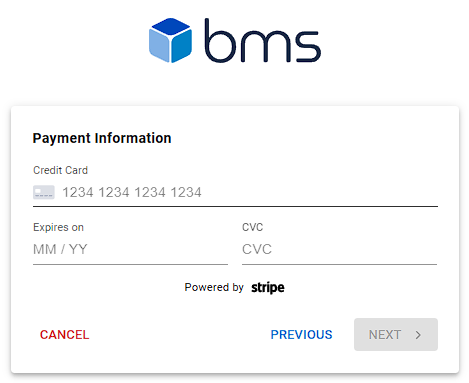 bms
Payment Information
Credit Card
1234 1234 1234 1234
Expires on CVC
MM / YY CVC
Powered by stripe
CANCEL PREVIOUS NEXT